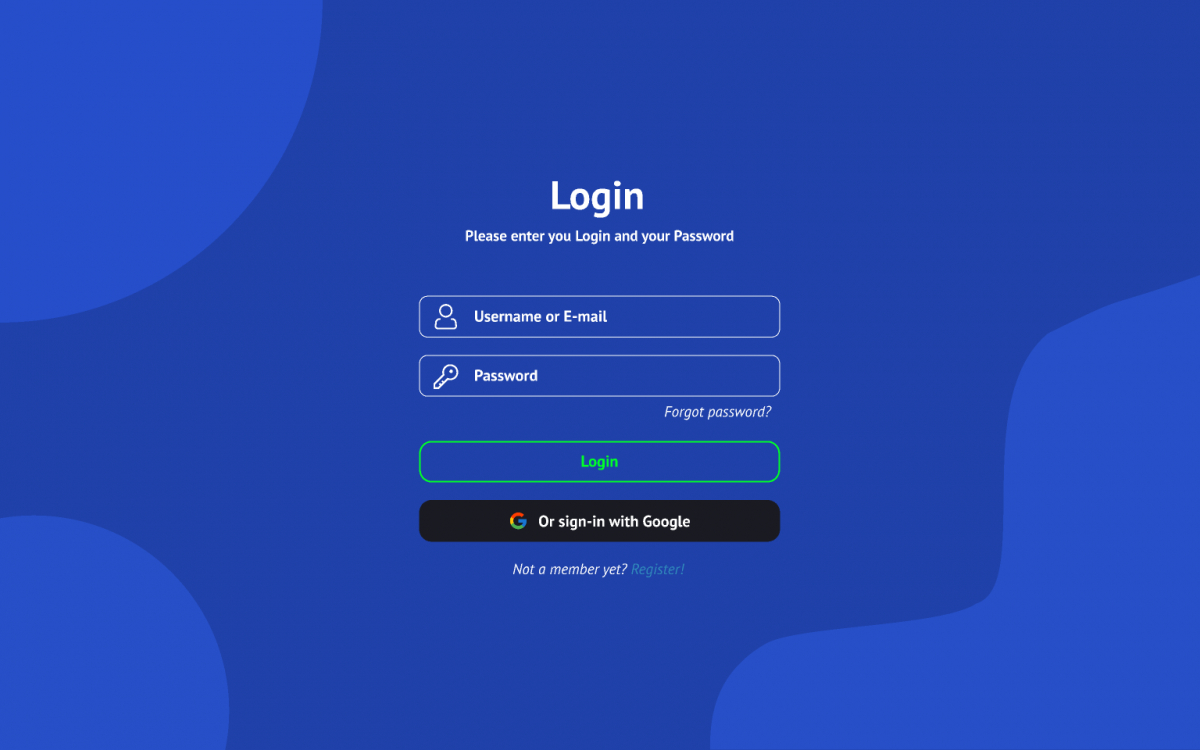 Login
Please enter you Login and your Password
Username or E-mail
Password
Forgot password?
Login
Or sign-in with Google
Not a member yet? Register!